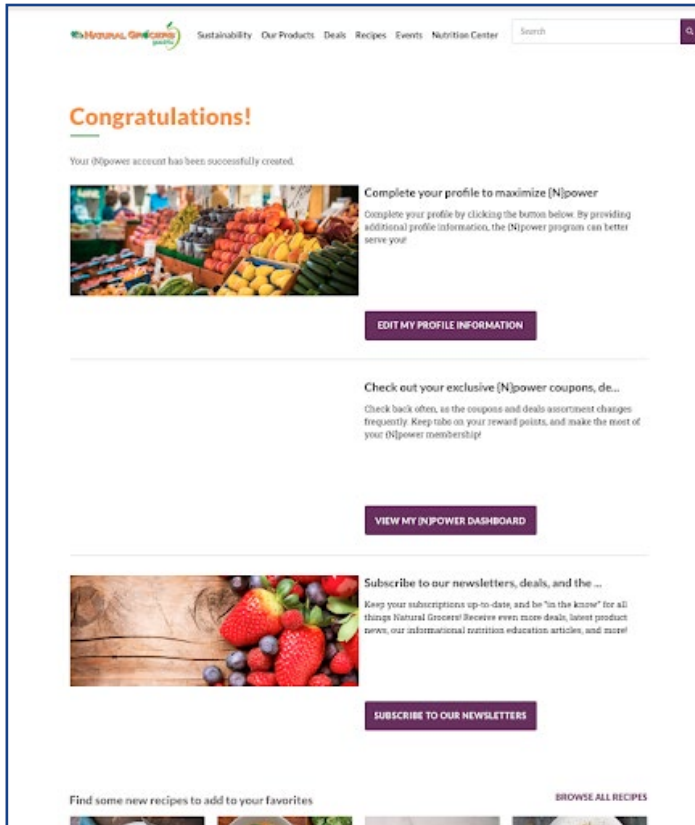 NATURAL GROCERS
Sustainability Our Products Deals Recipes Events Nutrition Center
Search
Congratulations!
Your {N}power account has been successfully created.
Complete your profile to maximize {N}power
Complete your profile by clicking the button below. By providing
additional profile information, the {N}power program can better
serve you!
EDIT MY PROFILE INFORMATION
Check out your exclusive {N}power coupons, de...
Check back often, as the coupons and deals assortment changes
frequently. Keep tabs on your reward points, and make the most of
your {N}power membership!
VIEW MY {N}POWER DASHBOARD
Subscribe to our newsletters, deals, and the ...
Keep your subscriptions up-to-date, and be "in the know" for all
things Natural Grocers! Receive even more deals, latest product
news, our informational nutrition education articles, and more!
SUBSCRIBE TO OUR NEWSLETTERS
Find some new recipes to add to your favorites
BROWSE ALL RECIPES